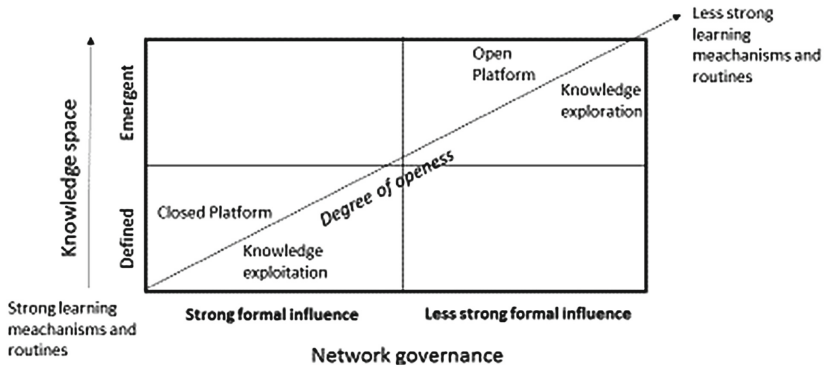 Less strong
learning
meachanisms and
routines
Open
Platform
Knowledge
exploration
Emergent
Knowledge space
Degree of openess
Closed Platform
Defined
Knowledge
exploitation
Strong learning
meachanisms and
routines
Strong formal influence
Less strong formal influence
Network governance